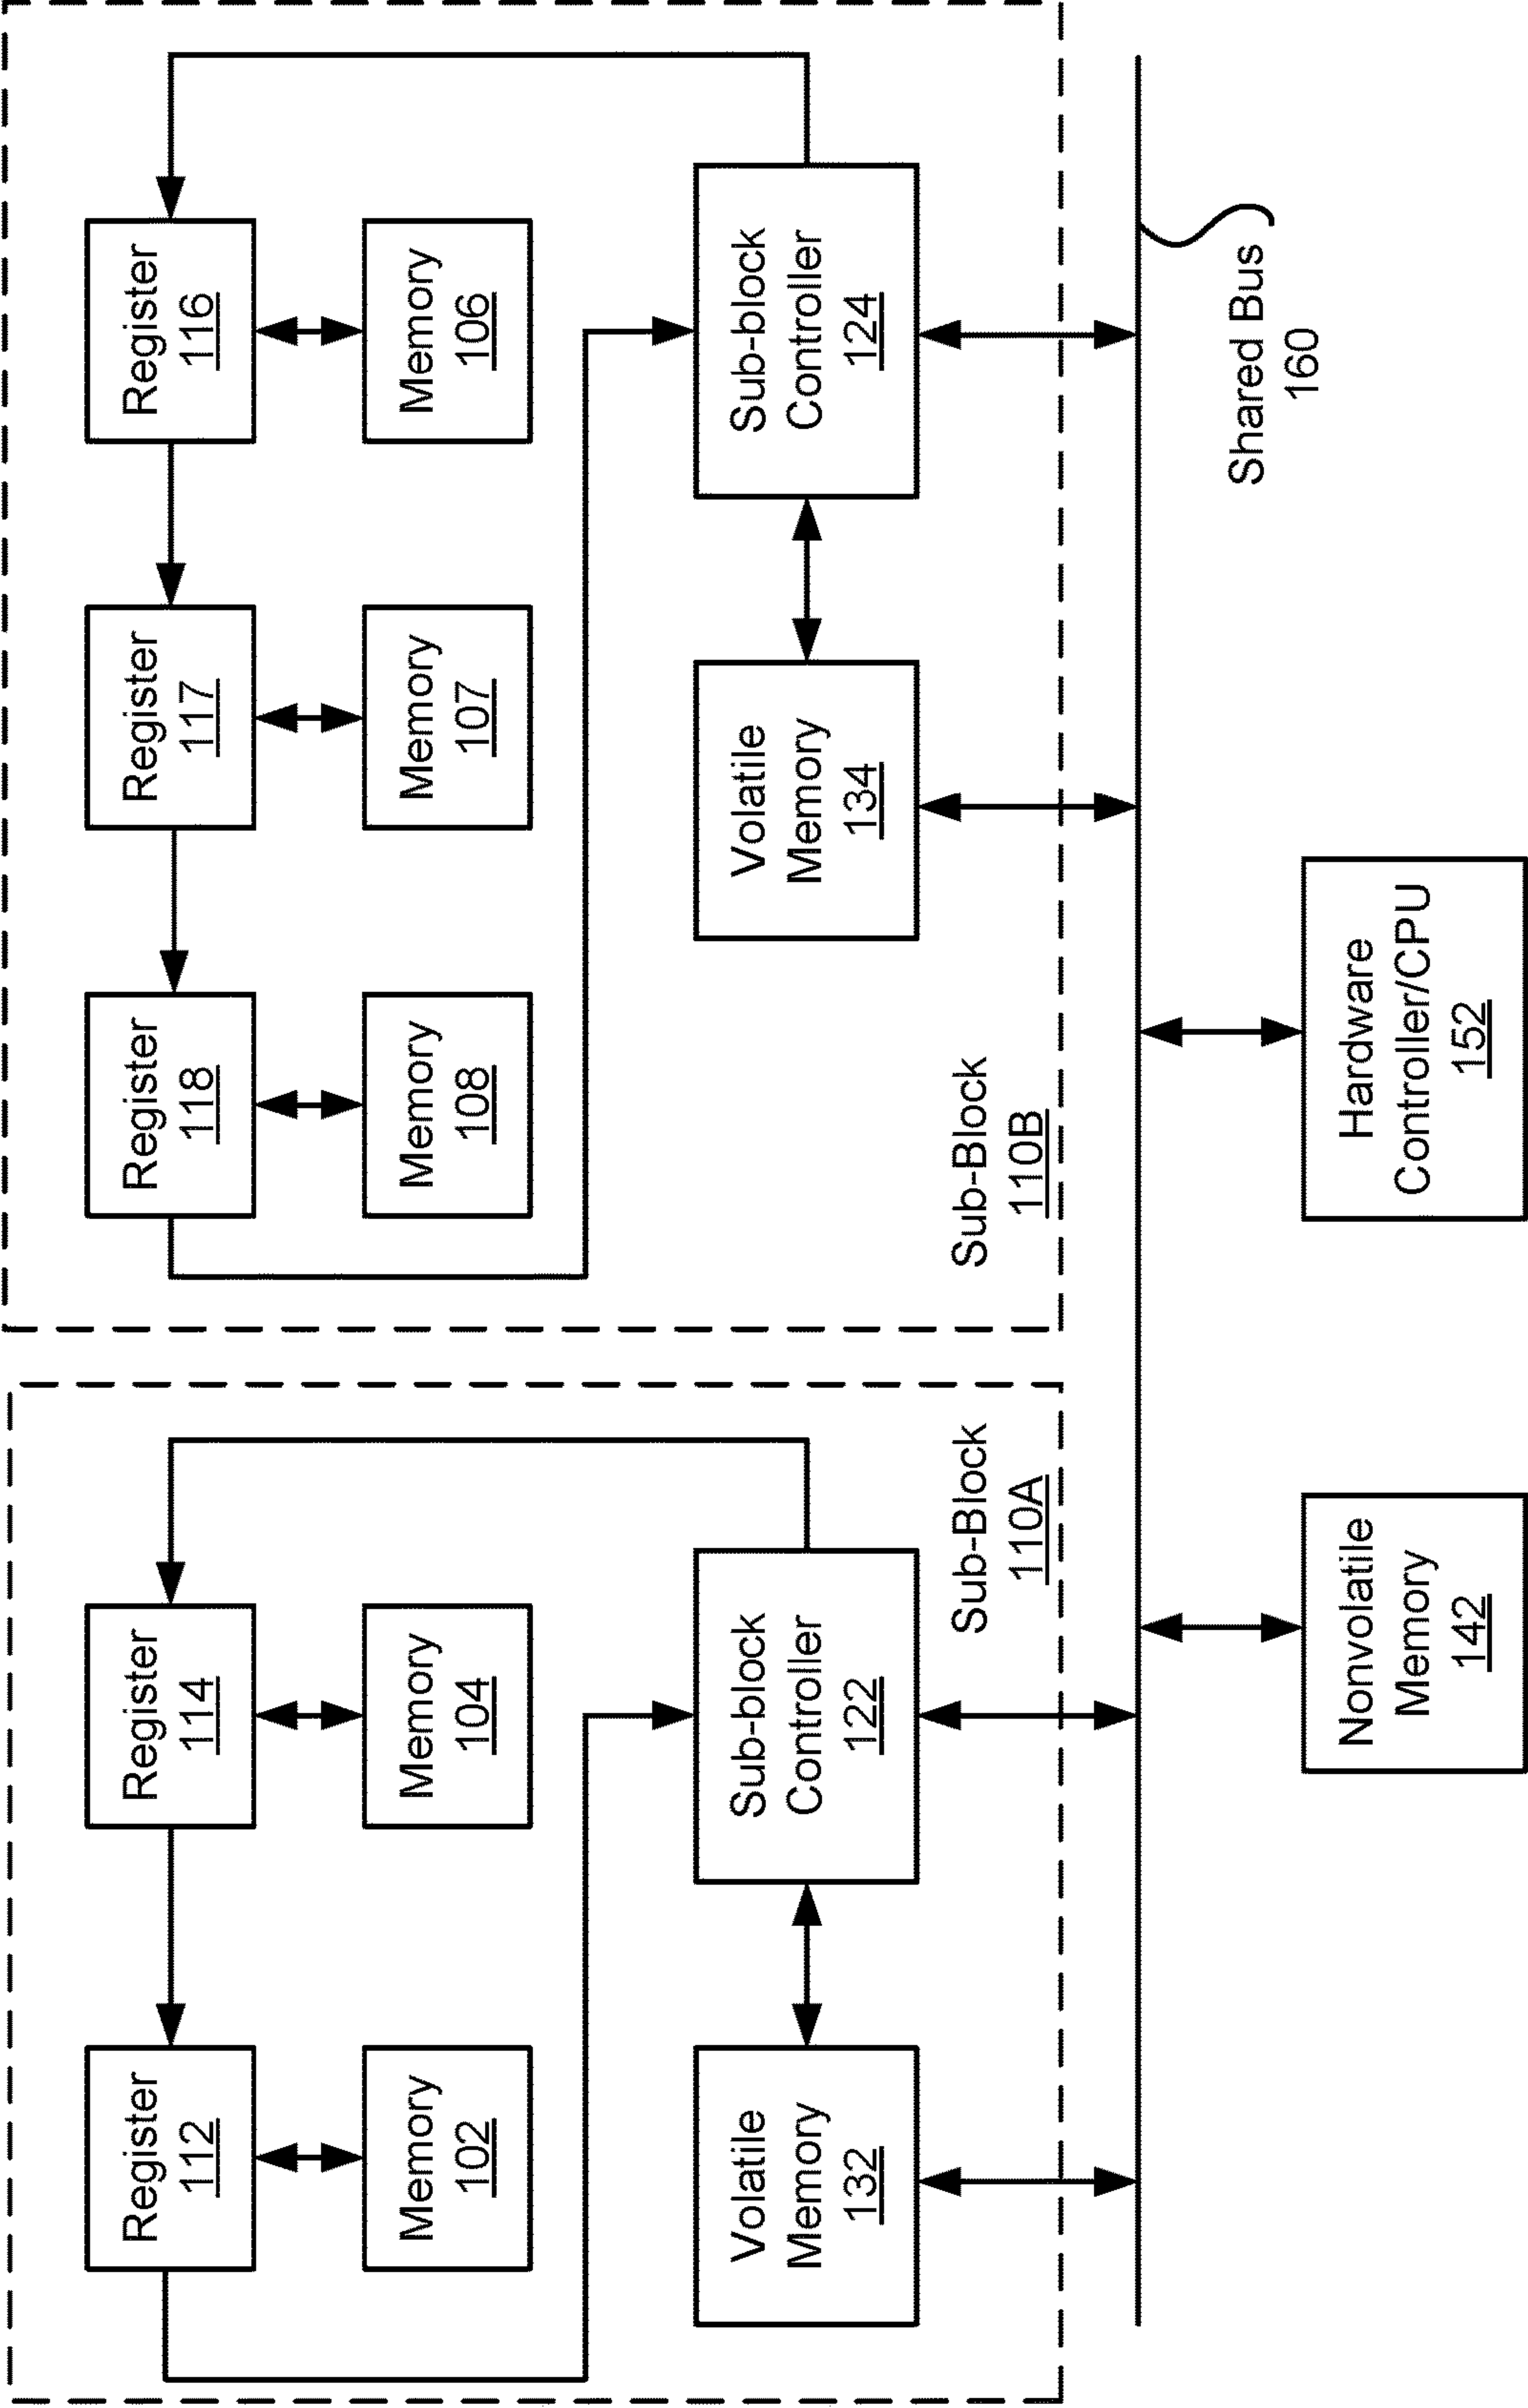 Register
112
Register
114
Memory
102
Memory
104
Volatile
Memory
132
Sub-block
Controller
122
Sub-Block
110A
Register
118
Register
117
Register
116
Memory
108
Memory
107
Memory
106
Volatile
Memory
134
Sub-block
Controller
124
Sub-Block
110B
Nonvolatile
Memory
142
Hardware
Controller/CPU
152
Shared Bus
160